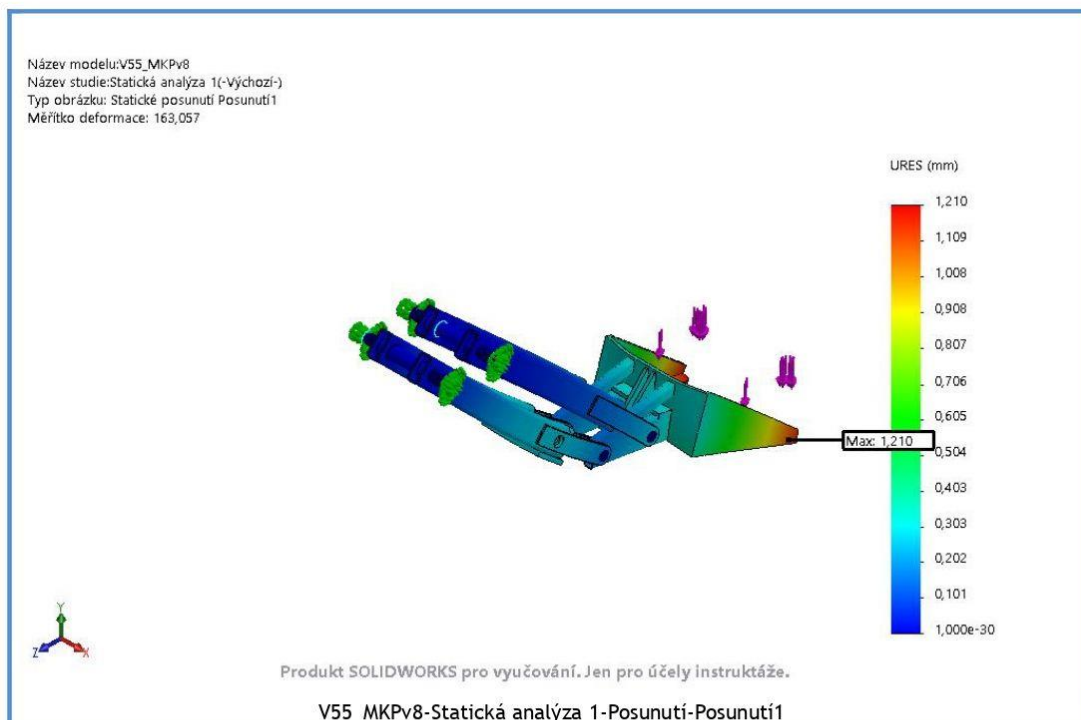 Název modelu:V55_MKPv8
Název studie:Statická analýza 1(-Výchozí-)
Typ obrázku: Statické posunutí Posunutí1
Měřítko deformace: 163,057
URES (mm)
1,210
1,109
1,008
0,908
0,807
0,706
0,605
Max: 1,210
0,504
0,403
0,303
0,202
0,101
1,000e-30
Y
Z
X
Produkt SOLIDWORKS pro vyučování. Jen pro účely instruktáže.
V55_MKPv8-Statická analýza 1-Posunutí-Posunutí1